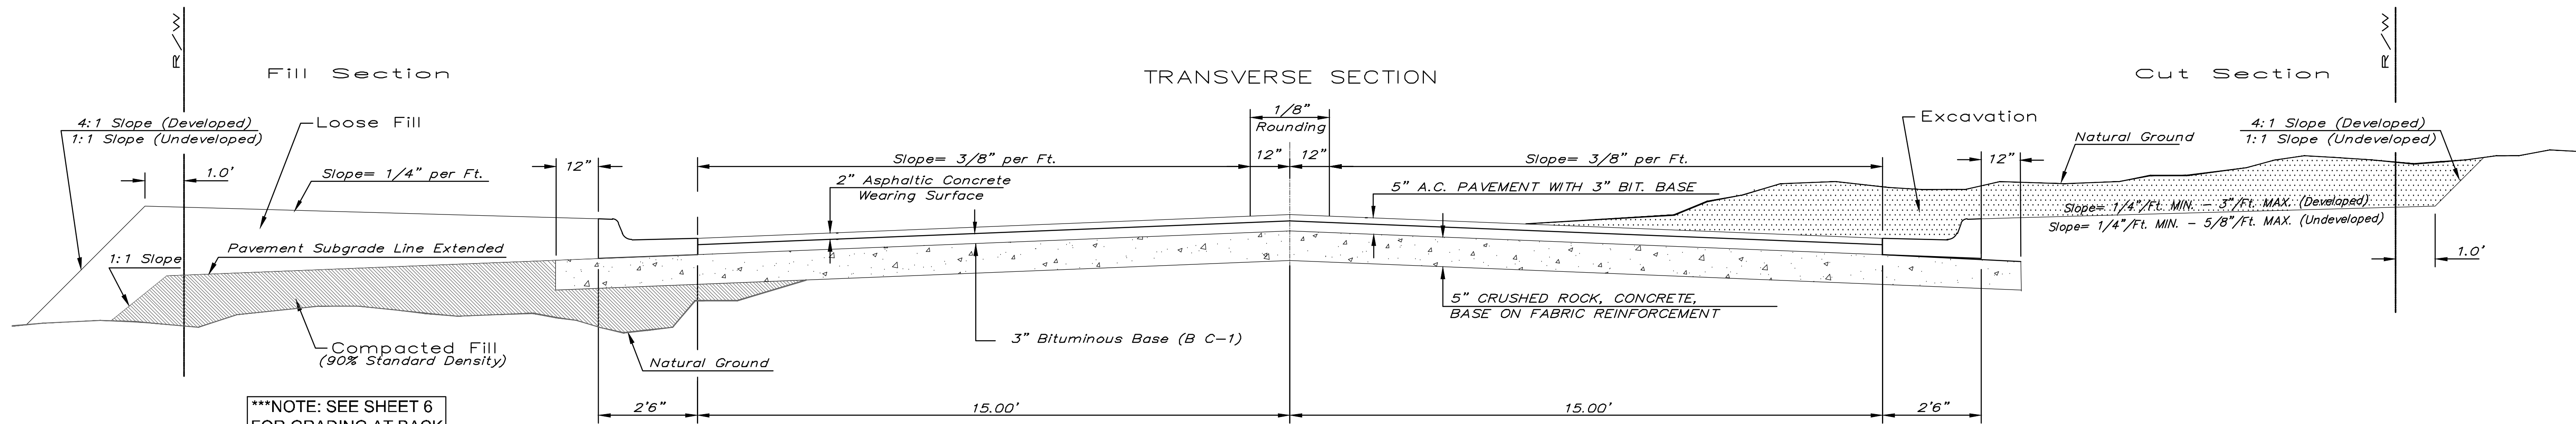 R/W
R/W
Fill Section
TRANSVERSE SECTION
Cut Section
4:1 Slope (Developed)
1:1 Slope (Undeveloped)
Loose Fill
1/8"
Rounding
Excavation
Natural Ground
4:1 Slope (Developed)
1:1 Slope (Undeveloped)
1.0'
Slope= 1/4" per Ft.
12"
Slope= 3/8" per Ft.
12"
12"
Slope= 3/8" per Ft.
12"
2" Asphaltic Concrete
Wearing Surface
5" A.C. PAVEMENT WITH 3" BIT. BASE
Slope= 1/4"/Ft. MIN. - 3"/Ft. MAX. (Developed)
Slope= 1/4"/Ft. MIN. - 5/8"/Ft. MAX. (Undeveloped)
Pavement Subgrade Line Extended
1:1 Slope
1.0'
5" CRUSHED ROCK, CONCRETE,
BASE ON FABRIC REINFORCEMENT
3" Bituminous Base (B C-1)
Compacted Fill
(90% Standard Density)
Natural Ground
2'6"
15.00'
15.00'
2'6"
***NOTE: SEE SHEET 6
FOR GRADING AT BACK